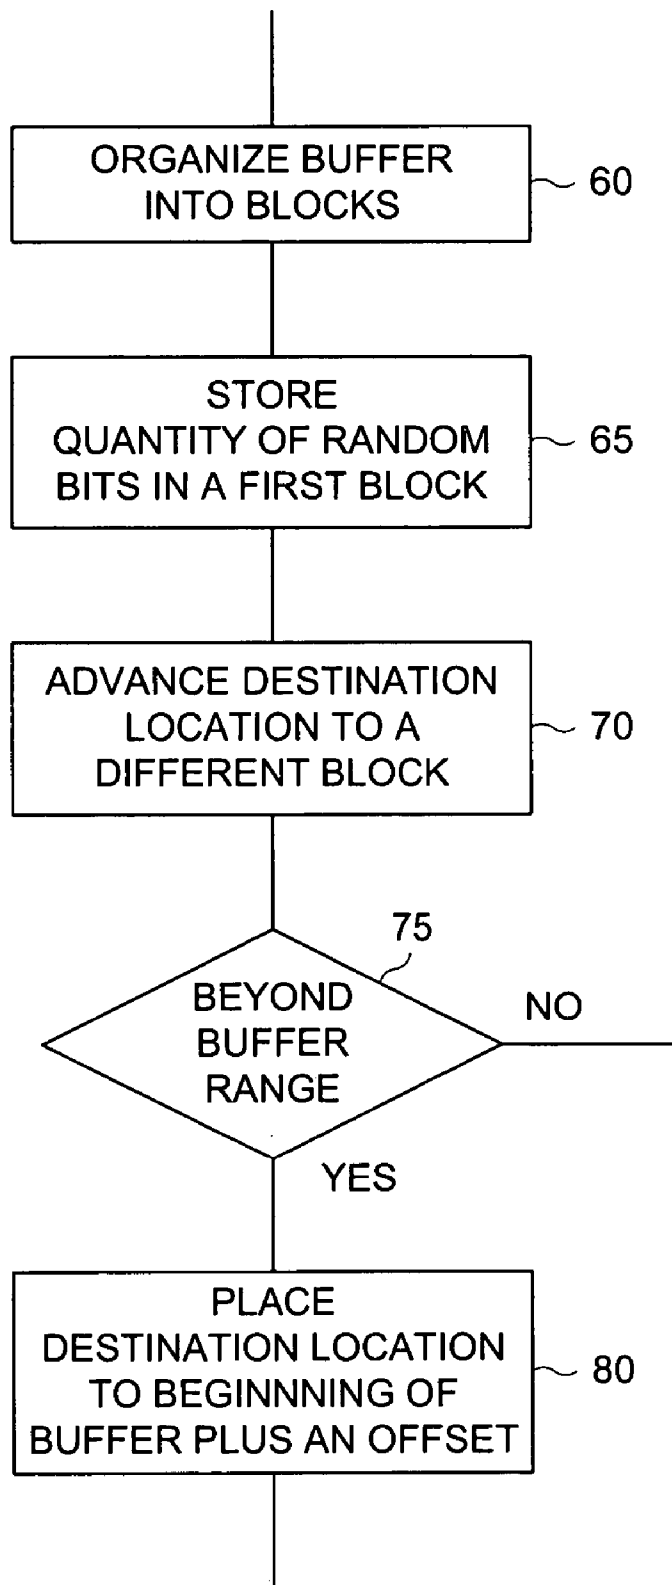 ORGANIZE BUFFER
INTO BLOCKS
60
STORE
QUANTITY OF RANDOM
BITS IN A FIRST BLOCK
65
ADVANCE DESTINATION
LOCATION TO A
DIFFERENT BLOCK
70
75
BEYOND
BUFFER
RANGE
NO
YES
PLACE
DESTINATION LOCATION
TO BEGINNNING OF
BUFFER PLUS AN OFFSET
80